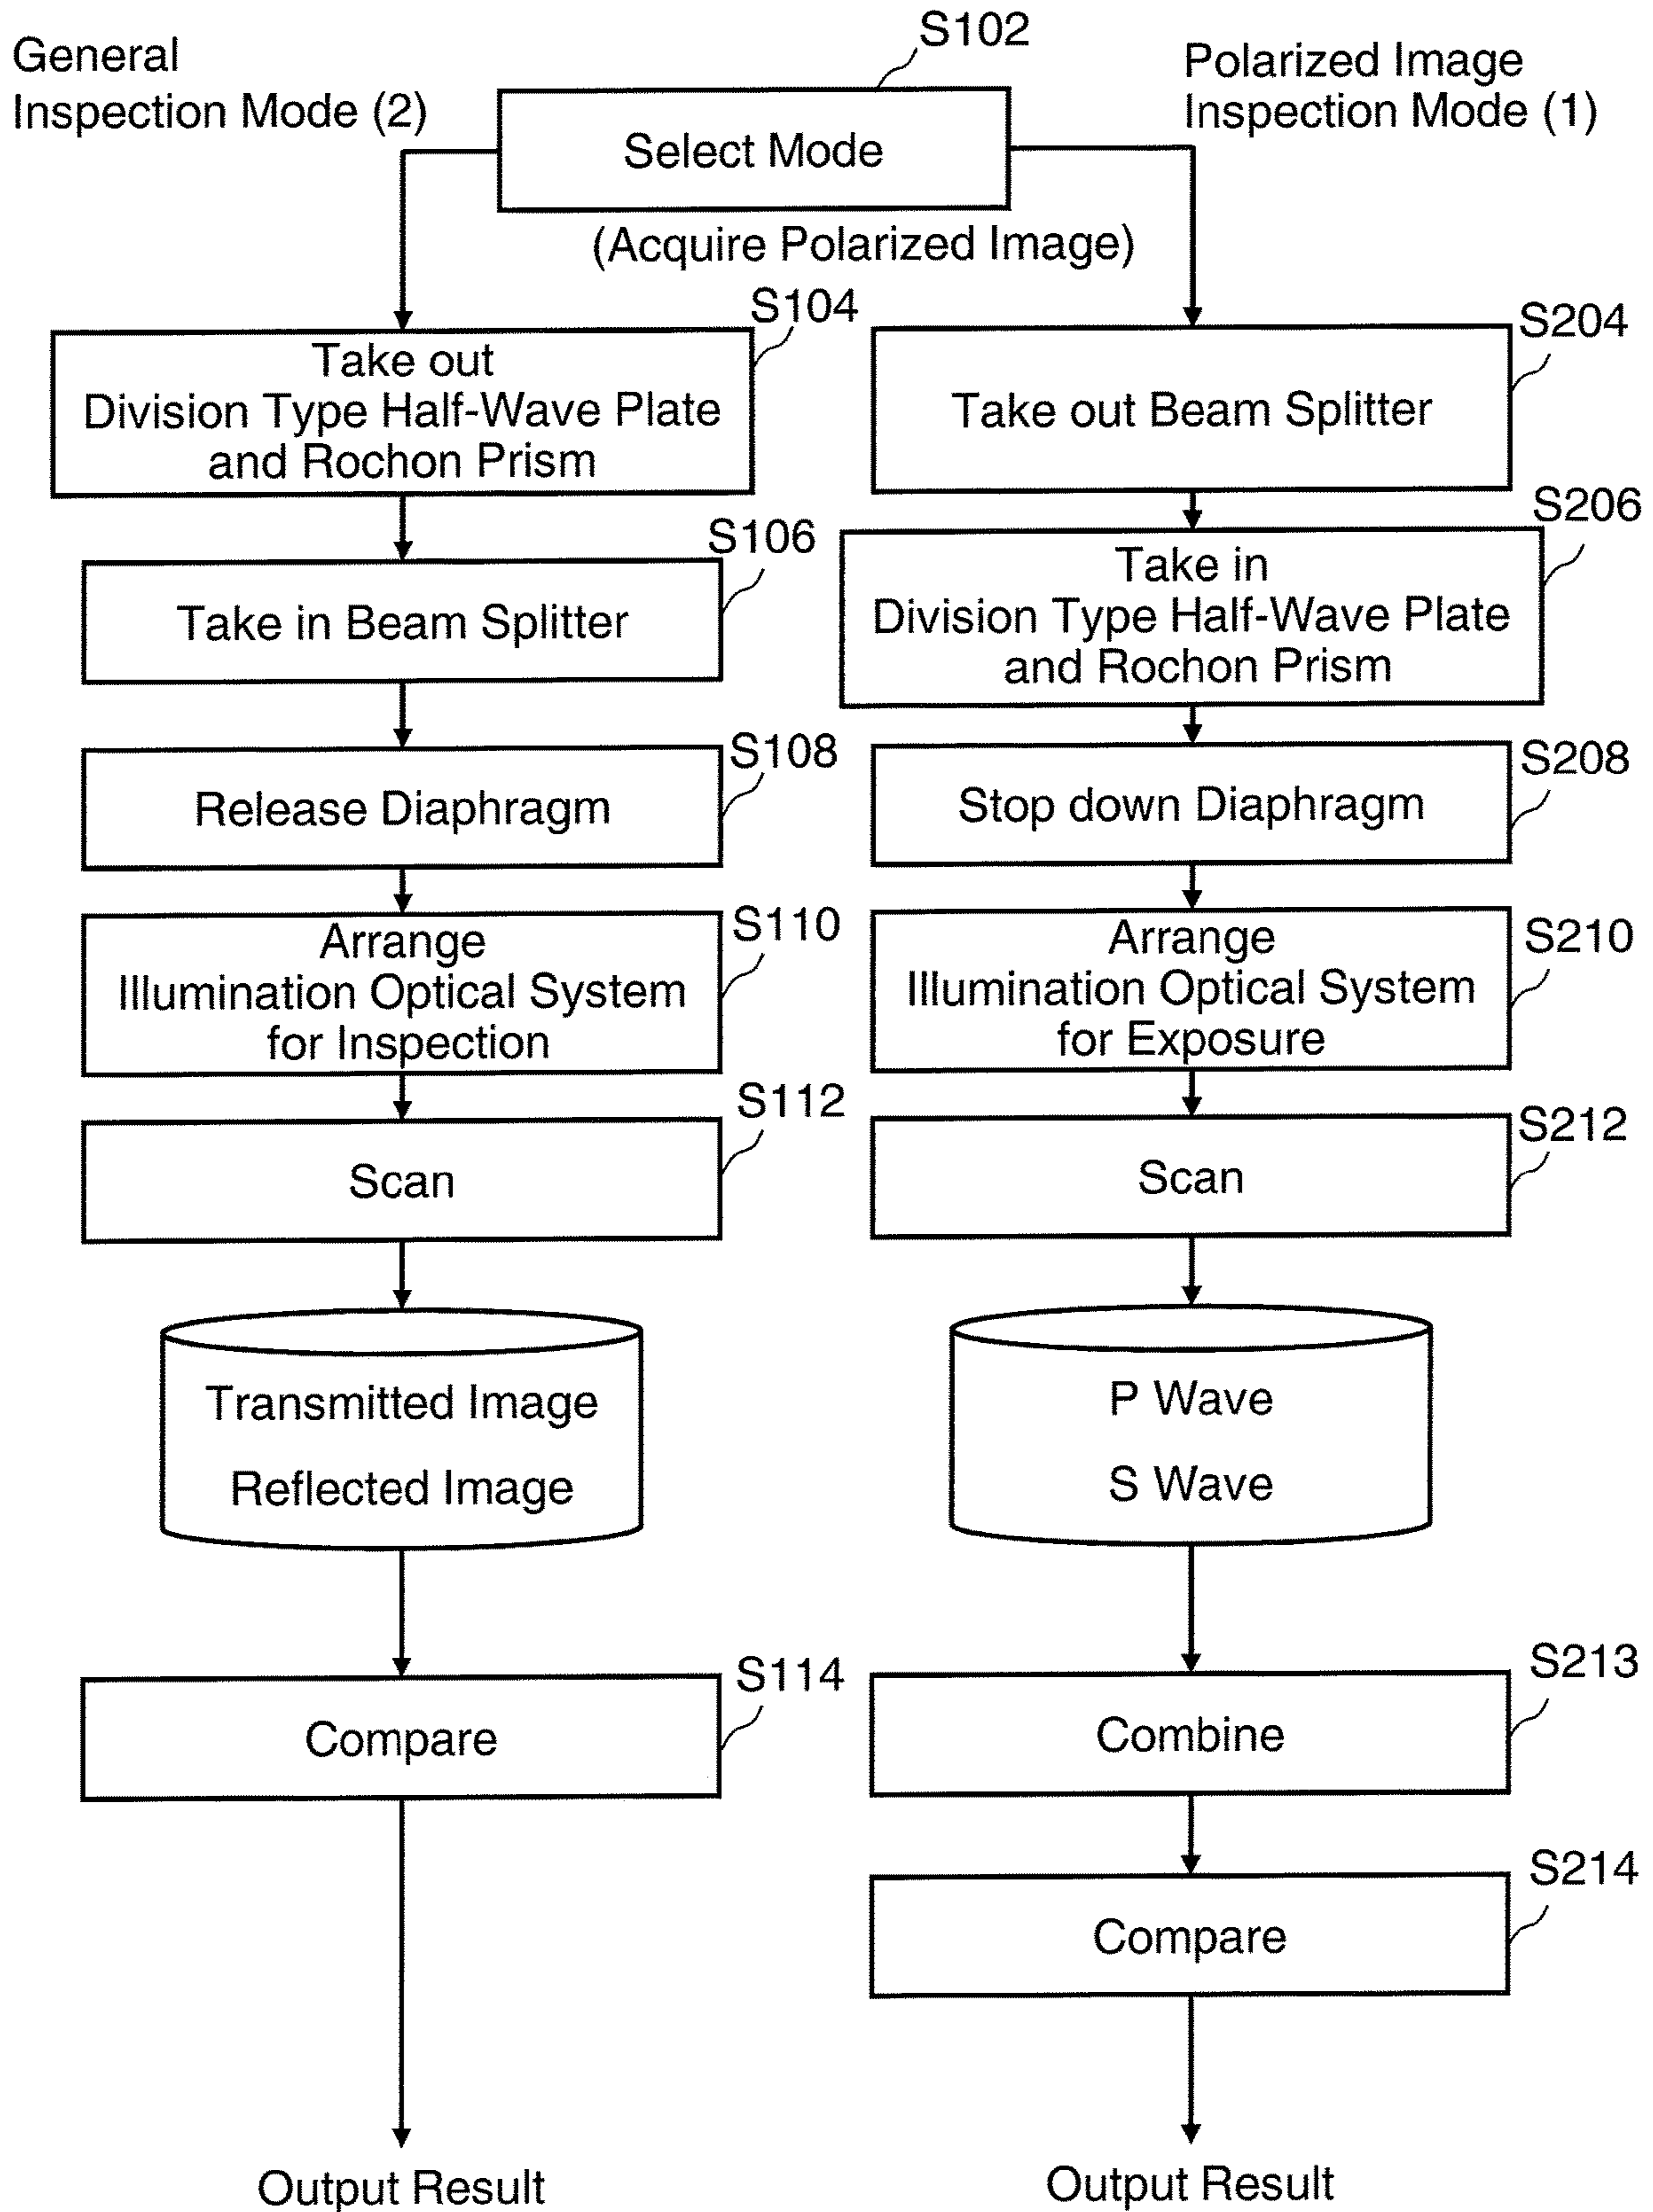 S102
General
Inspection Mode (2)
Polarized Image
Inspection Mode (1)
Select Mode
(Acquire Polarized Image)
S104
Take out
Division Type Half-Wave Plate
and Rochon Prism
S106
Take in Beam Splitter
S108
Release Diaphragm
S110
Arrange
Illumination Optical System
for Inspection
S112
Scan
Transmitted Image
Reflected Image
S114
Compare
Output Result
S204
Take out Beam Splitter
S206
Take in
Division Type Half-Wave Plate
and Rochon Prism
S208
Stop down Diaphragm
S210
Arrange
Illumination Optical System
for Exposure
S212
Scan
P Wave
S Wave
S213
Combine
S214
Compare
Output Result